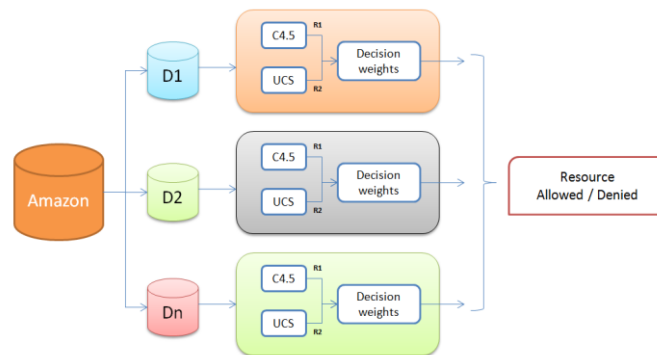 Amazon
D1
C4.5
R1
UCS
R2
Decision
weights
D2
C4.5
R1
UCS
R2
Decision
weights
Dn
C4.5
R1
UCS
R2
Decision
weights
Resource
Allowed / Denied